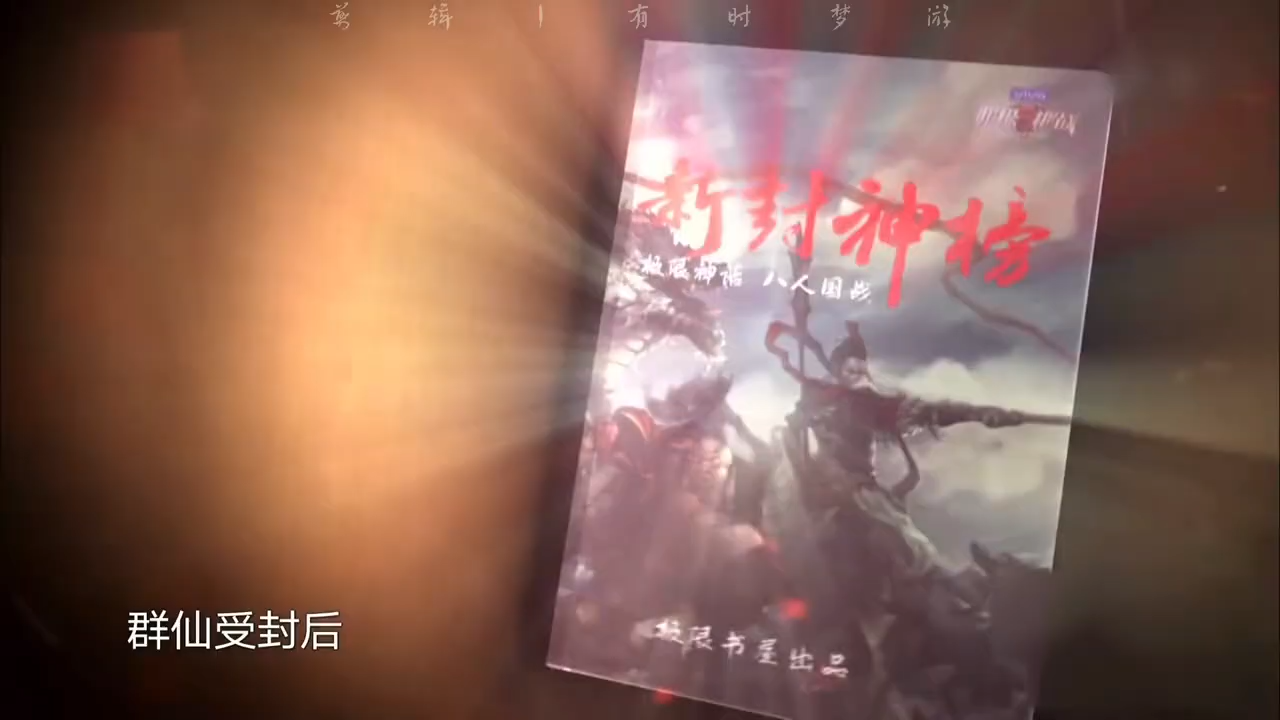 剪辑 | 有时梦游
新封神榜
极限神话 八人国战
极限书屋出品
群仙受封后